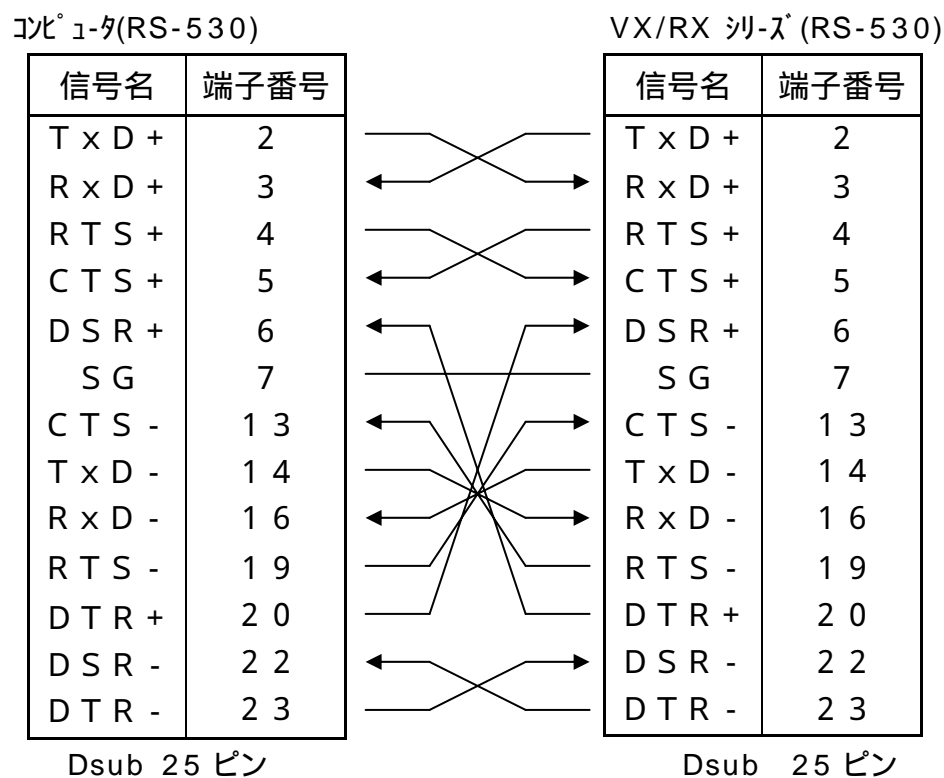 ｺﾝﾋﾟｭ-ﾀ(RS-530) VX/RX ｼﾘ-ｽﾞ(RS-530)
信号名 端子番号 信号名 端子番号
TxD+ 2 TxD+ 2
RxD+ 3 RxD+ 3
RTS+ 4 RTS+ 4
CTS+ 5 CTS+ 5
DSR+ 6 DSR+ 6
SG 7 SG 7
CTS- 13 CTS- 13
TxD- 14 TxD- 14
RxD- 16 RxD- 16
RTS- 19 RTS- 19
DTR+ 20 DTR+ 20
DSR- 22 DSR- 22
DTR- 23 DTR- 23
Dsub 25 ピン Dsub 25 ピン